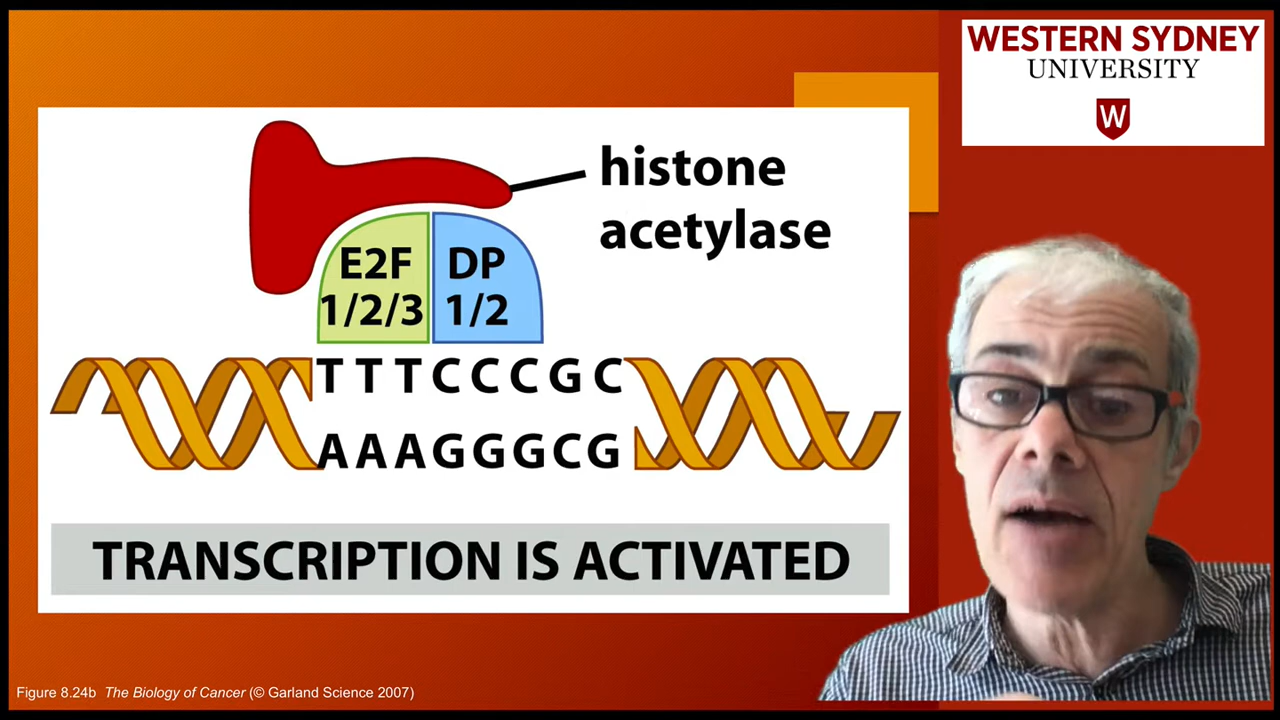 WESTERN SYDNEY
UNIVERSITY
W
histone
acetylase
E2F
1/2/3
DP
1/2
TTTCCCGC
AAAGGGCG
TRANSCRIPTION IS ACTIVATED
Figure 8.24b The Biology of Cancer (© Garland Science 2007)